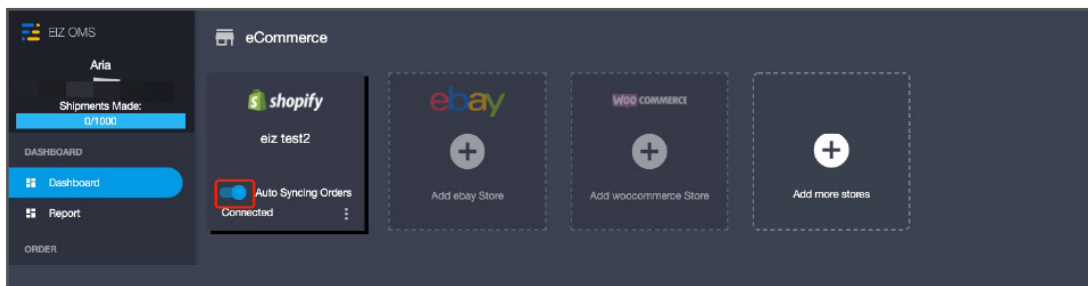 EIZ OMS
Aria
Shipments Made:
0/1000
DASHBOARD
Dashboard
Report
ORDER
eCommerce
shopify
eiz test2
Auto Syncing Orders
Connected
ebay
Add ebay Store
WOO COMMERCE
Add woocommerce Store
Add more stores